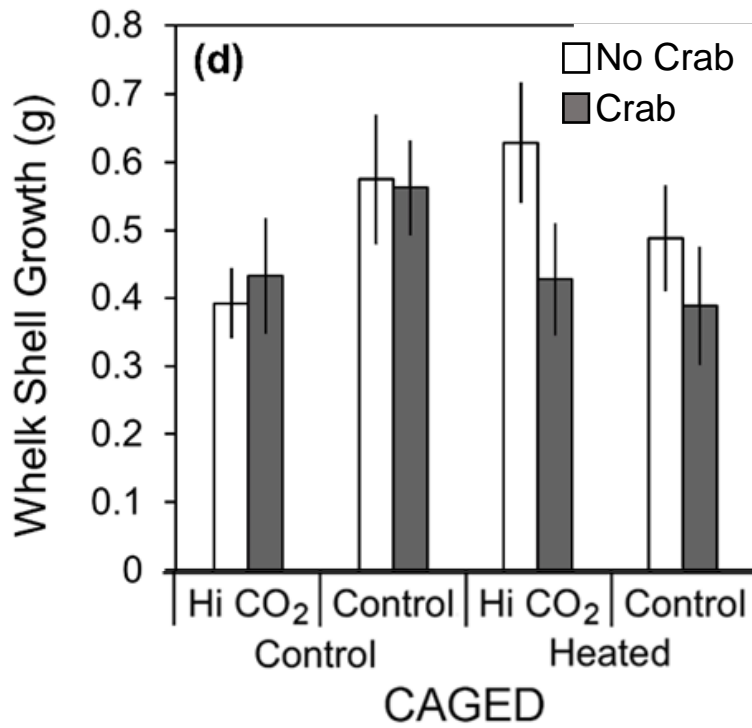 (d)
No Crab
Crab
Whelk Shell Growth (g)
0.8
0.7
0.6
0.5
0.4
0.3
0.2
0.1
0
Hi CO₂ Control Hi CO₂ Control
Control Heated
CAGED